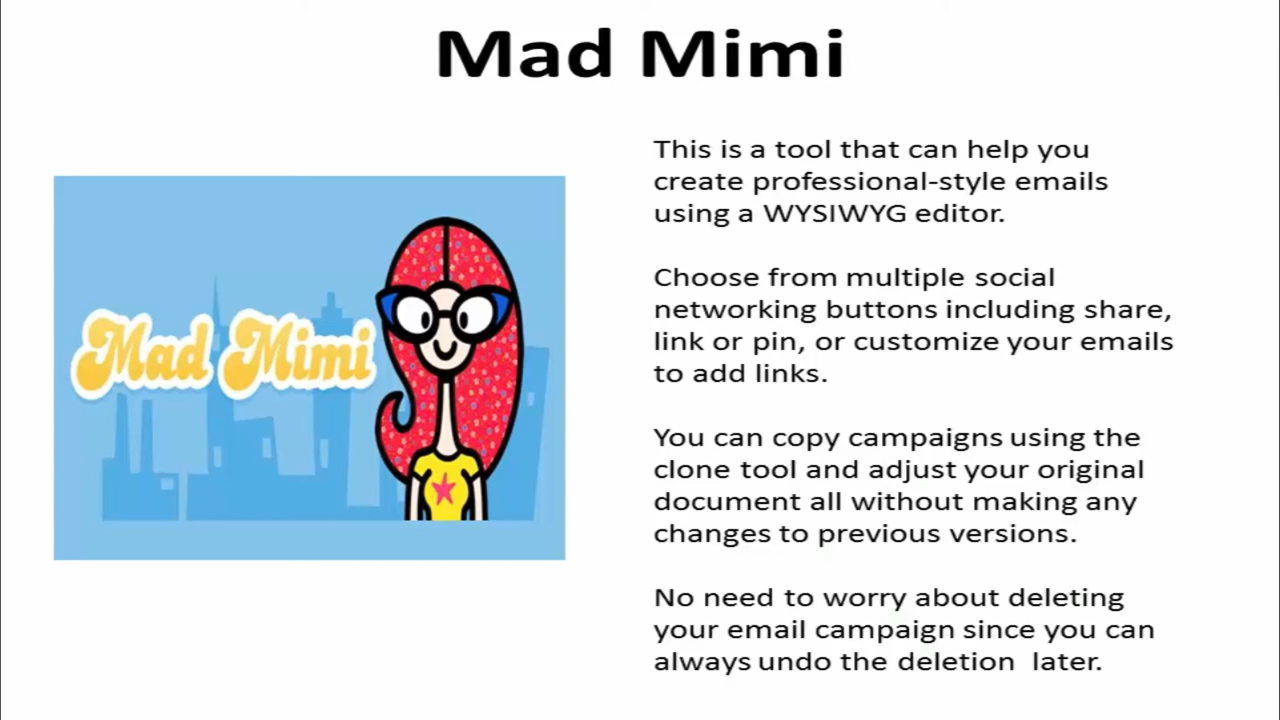 Mad Mimi
Mad Mimi
This is a tool that can help you
create professional-style emails
using a WYSIWYG editor.
Choose from multiple social
networking buttons including share,
link or pin, or customize your emails
to add links.
You can copy campaigns using the
clone tool and adjust your original
document all without making any
changes to previous versions.
No need to worry about deleting
your email campaign since you can
always undo the deletion  later.